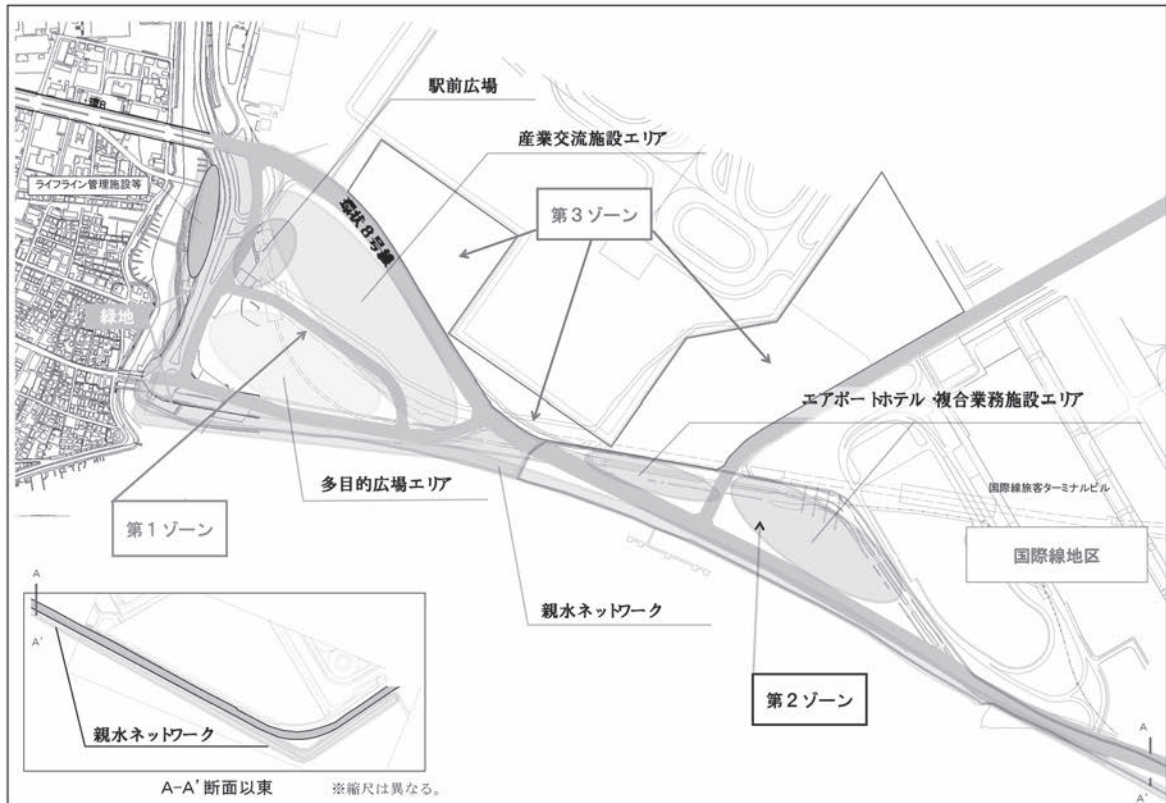 駅前広場
環8
産業交流施設エリア
ライフライン管理施設等
第3ゾーン
環状8号線
緑地
エアポートホテル・複合業務施設エリア
多目的広場エリア
国際線旅客ターミナルビル
第1ゾーン
国際線地区
親水ネットワーク
第2ゾーン
A
A'
親水ネットワーク
A-A'断面以東
※縮尺は異なる。
A
A'